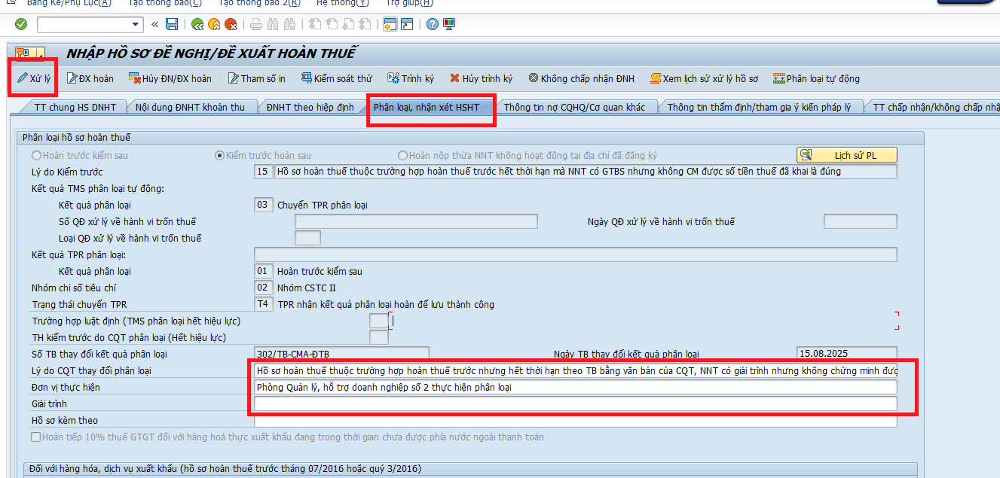 Bảng Kê/Phụ Lục(A) Tạo thông báo(C) Tạo thông báo 2(R) Hệ thống(Y) Trợ giúp(H)
NHẬP HỒ SƠ ĐỀ NGHỊ/ĐỀ XUẤT HOÀN THUẾ
Xử lý ĐX hoàn Hủy ĐN/ĐX hoàn Tham số in Kiểm soát thử Trình ký Hủy trình ký Không chấp nhận ĐNH Xem lịch sử xử lý hồ sơ Phân loại tự động
TT chung HS DNHT Nội dung ĐNHT khoản thu ĐNHT theo hiệp định Phân loại, nhận xét HSHT Thông tin nợ CQHQ/Cơ quan khác Thông tin thẩm định/tham gia ý kiến pháp lý TT chấp nhận/không chấp
Phân loại hồ sơ hoàn thuế
Hoàn trước kiểm sau Kiểm trước hoàn sau Hoàn nộp thừa NNT không hoạt động tại địa chỉ đã đăng ký Lịch sử PL
Lý do Kiểm trước 15 Hồ sơ hoàn thuế thuộc trường hợp hoàn thuế trước hết thời hạn mà NNT có GTBS nhưng không CM được số tiền thuế đã khai là đúng
Kết quả TMS phân loại tự động:
Kết quả phân loại 03 Chuyển TPR phân loại
Số QĐ xử lý về hành vi trốn thuế Ngày QĐ xử lý về hành vi trốn thuế
Loại QĐ xử lý về hành vi trốn thuế
Kết quả TPR phân loại:
Kết quả phân loại 01 Hoàn trước kiểm sau
Nhóm chỉ số tiêu chí 02 Nhóm CSTC II
Trạng thái chuyển TPR T4 TPR nhận kết quả phân loại hoàn để lưu thành công
Trường hợp luật định (TMS phân loại hết hiệu lực)
TH kiểm trước do CQT phân loại (Hết hiệu lực)
Số TB thay đổi kết quả phân loại 302/TB-CMA-ĐTB Ngày TB thay đổi kết quả phân loại 15.08.2025
Lý do CQT thay đổi phân loại Hồ sơ hoàn thuế thuộc trường hợp hoàn thuế trước nhưng hết thời hạn theo TB bằng văn bản của CQT, NNT có giải trình nhưng không chứng minh
Đơn vị thực hiện Phòng Quản lý, hỗ trợ doanh nghiệp số 2 thực hiện phân loại
Giải trình
Hồ sơ kèm theo
Hoàn tiếp 10% thuế GTGT đối với hàng hoá thực xuất khẩu đang trong thời gian chưa được phía nước ngoài thanh toán
Đối với hàng hóa, dịch vụ xuất khẩu (hồ sơ hoàn thuế trước tháng 07/2016 hoặc quý 3/2016)